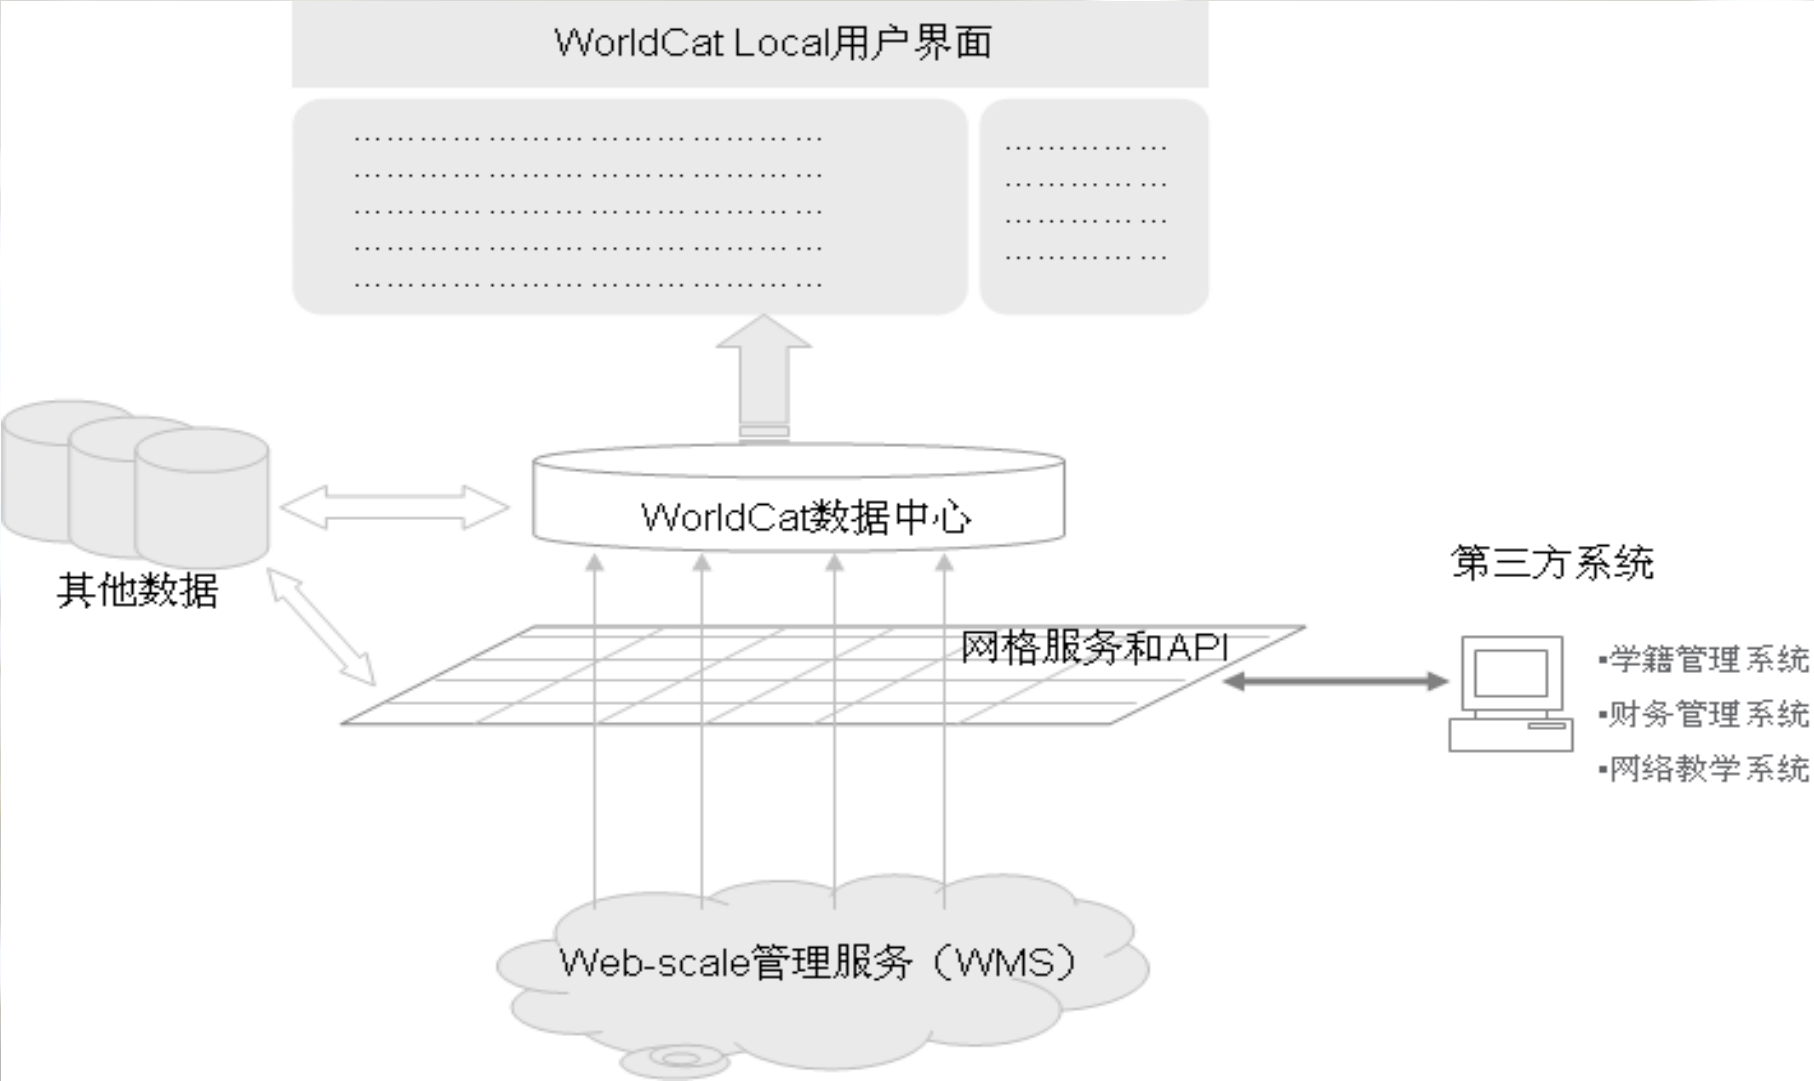 WorldCat Local用户界面
……………………………………
……………………………………
……………………………………
……………………………………
……………………………………
……………
……………
……………
……………
WorldCat数据中心
其他数据
第三方系统
网格服务和API
▪学籍管理系统
▪财务管理系统
▪网络教学系统
Web-scale管理服务（WMS）